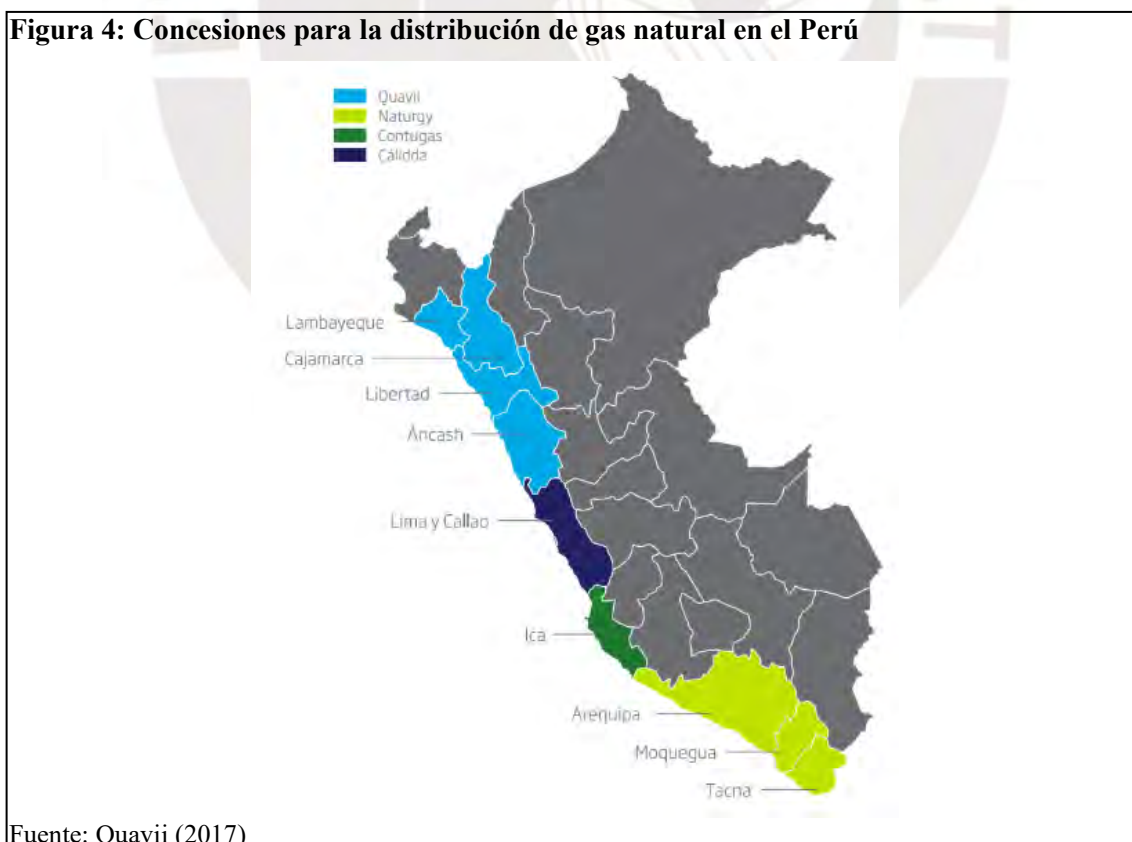 Figura 4: Concesiones para la distribución de gas natural en el Perú
Quavii
Naturgy
Contugas
Cálidda
Lambayeque
Cajamarca
Libertad
Áncash
Lima y Callao
Ica
Arequipa
Moquegua
Tacna
Fuente: Quavii (2017)